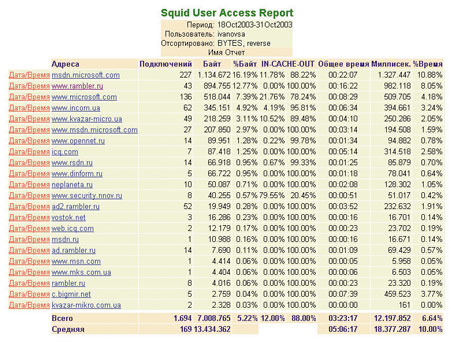 Squid User Access Report
Период: 18Oct2003-31Oct2003
Пользователь: ivanovsa
Отсортировано: BYTES, reverse
Имя Отчет
Адреса Подключений Байт %Байт IN-CACHE-OUT Общее время Миллисек. %Время
Дата/Время msdn.microsoft.com 227 1.134.672 16.19% 11.78% 88.22% 00:22:07 1.327.447 10.88%
Дата/Время www.rambler.ru 43 894.755 12.77% 0.00% 100.00% 00:16:22 982.118 8.05%
Дата/Время www.microsoft.com 136 518.044 7.39% 21.76% 78.24% 00:08:29 509.705 4.18%
Дата/Время www.incom.ua 62 345.151 4.92% 4.19% 95.81% 00:06:34 394.661 3.24%
Дата/Время www.kvazar-micro.ru 49 218.259 3.11% 10.52% 89.48% 00:04:10 250.286 2.05%
Дата/Время www.msdn.microsoft.com 27 207.850 2.97% 0.00% 100.00% 00:03:14 194.508 1.59%
Дата/Время www.opennet.ru 14 89.951 1.28% 0.22% 99.78% 00:01:34 94.882 0.78%
Дата/Время icq.com 7 87.418 1.25% 0.00% 100.00% 00:05:14 314.518 2.58%
Дата/Время www.rsdn.ru 14 66.918 0.95% 0.67% 99.33% 00:01:25 85.879 0.70%
Дата/Время www.dinform.ru 5 66.722 0.95% 0.00% 100.00% 00:01:18 78.041 0.64%
Дата/Время neplaneta.ru 10 50.087 0.71% 0.00% 100.00% 00:02:08 128.302 1.05%
Дата/Время www.security.nnov.ru 8 40.255 0.57% 79.55% 20.45% 00:00:51 51.017 0.42%
Дата/Время ad2.rambler.ru 52 19.949 0.28% 0.00% 100.00% 00:03:52 232.632 1.91%
Дата/Время vostok.net 3 16.286 0.23% 0.00% 100.00% 00:00:16 16.701 0.14%
Дата/Время web.icq.com 2 12.179 0.17% 0.00% 100.00% 00:00:23 23.702 0.19%
Дата/Время msdn.ru 1 10.988 0.16% 0.00% 100.00% 00:00:16 16.671 0.14%
Дата/Время ad.rambler.ru 14 7.690 0.11% 0.00% 100.00% 00:01:09 69.429 0.57%
Дата/Время www.msn.com 1 4.414 0.06% 0.00% 100.00% 00:00:05 5.958 0.05%
Дата/Время www.mks.com.ua 1 4.404 0.06% 0.00% 100.00% 00:00:06 6.503 0.05%
Дата/Время rambler.ru 8 4.016 0.06% 0.00% 100.00% 00:00:23 23.320 0.19%
Дата/Время c.bigmir.net 5 2.759 0.04% 0.00% 100.00% 00:07:39 459.523 3.77%
Дата/Время kvazar-mikro.com.ua 2 2.328 0.03% 0.00% 100.00% 00:00:00 161 0.00%
Всего 1.694 7.008.765 5.22% 12.00% 88.00% 03:23:17 12.197.852 6.64%
Средняя 169 13.434.362 05:06:17 18.377.287 10.00%